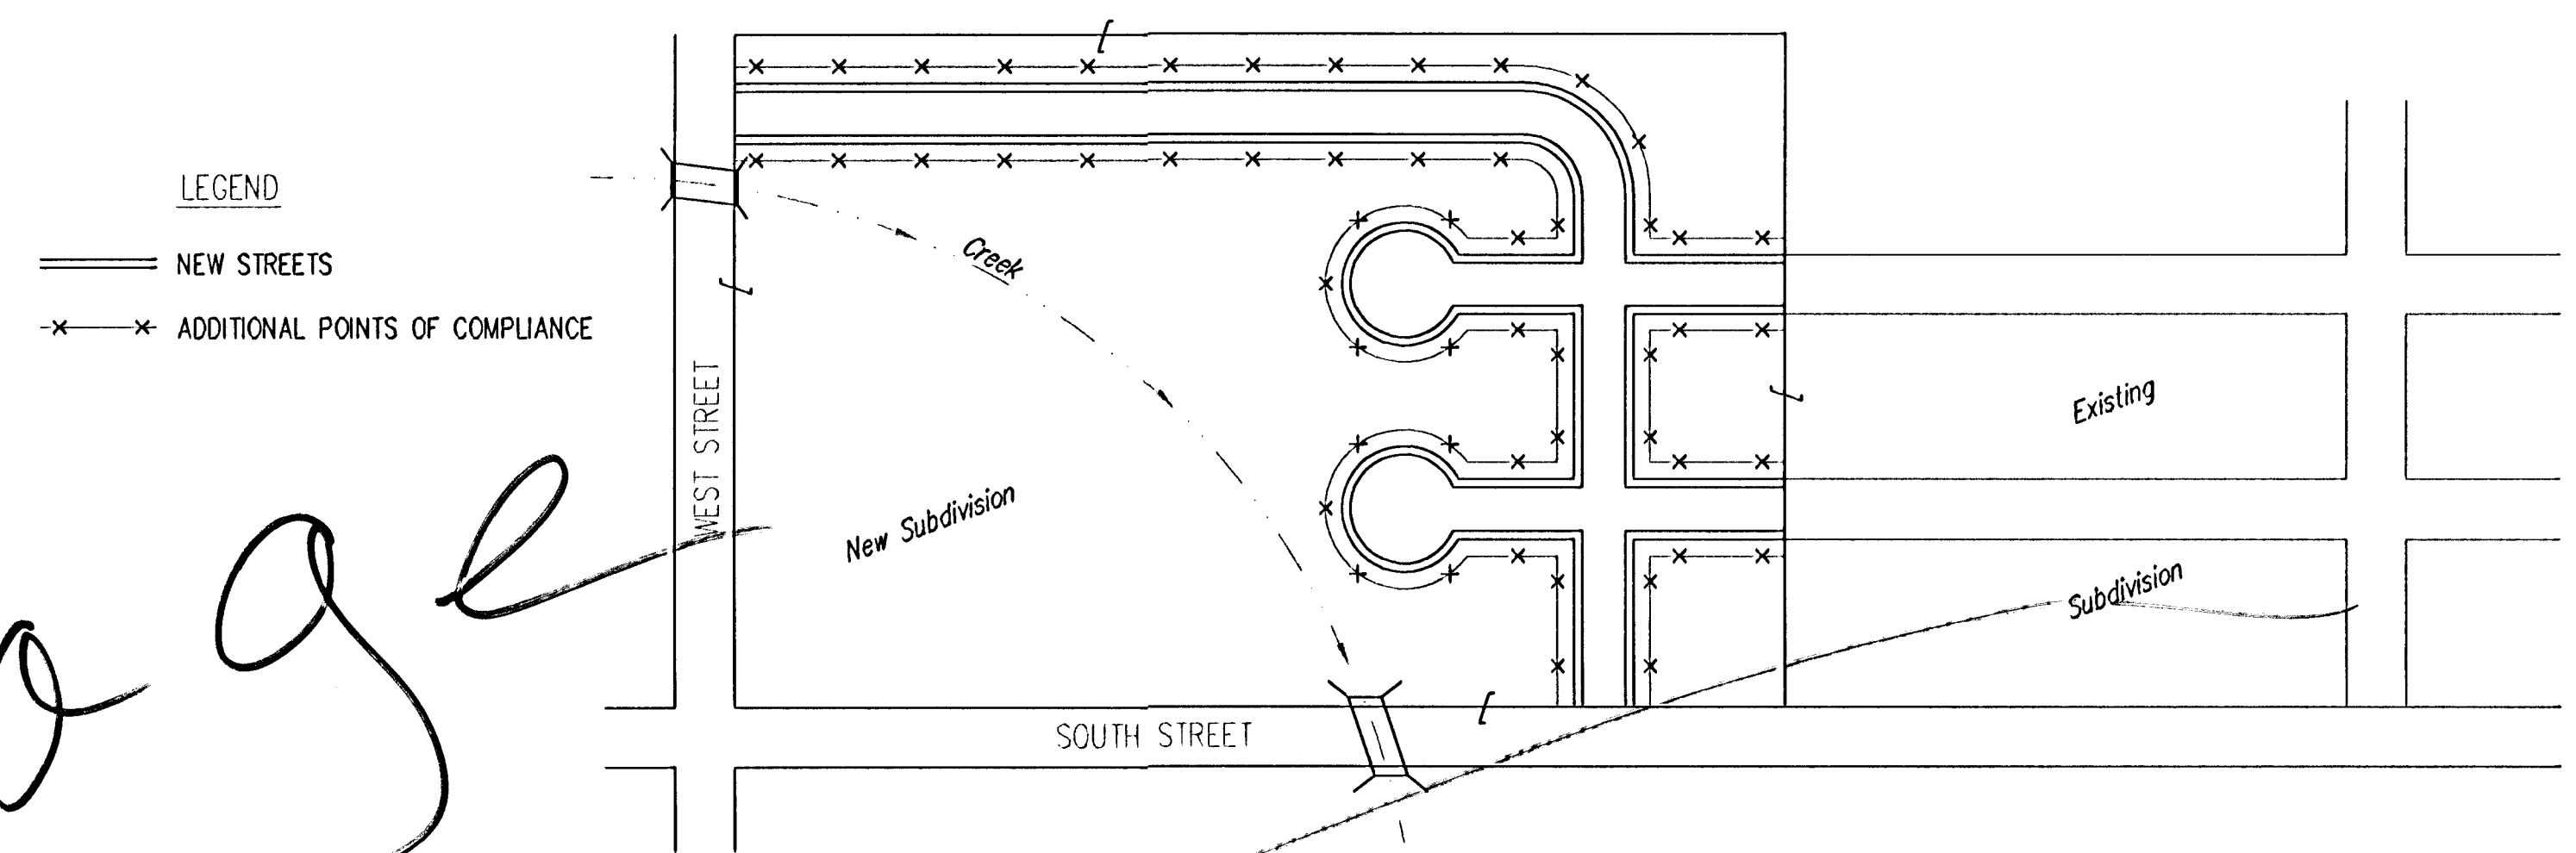 LEGEND
NEW STREETS
ADDITIONAL POINTS OF COMPLIANCE
WEST STREET
Creek
New Subdivision
SOUTH STREET
Existing
Subdivision